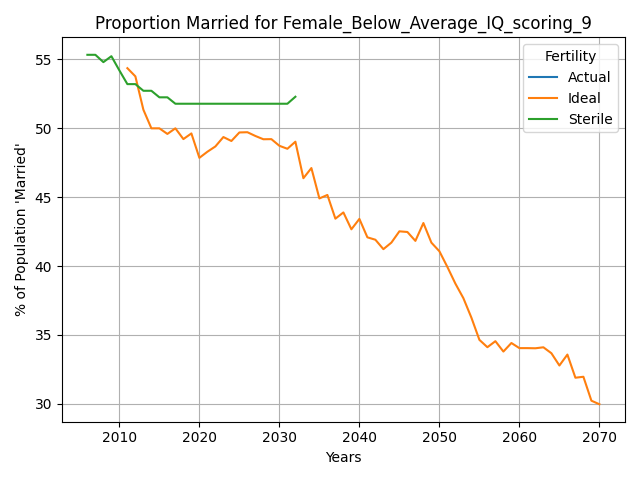 Proportion Married for Female_Below_Average_IQ_scoring_9
% of Population 'Married'
55
50
45
40
35
30
Fertility
Actual
Ideal
Sterile
2010 2020 2030 2040 2050 2060 2070
Years